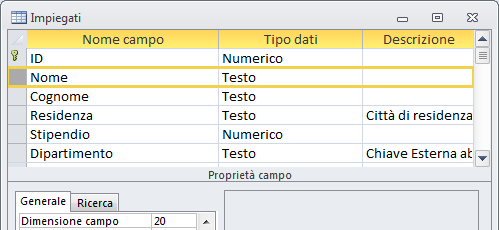 Impiegati
Nome campo Tipo dati Descrizione
ID Numerico
Nome Testo
Cognome Testo
Residenza Testo Città di residenza
Stipendio Numerico
Dipartimento Testo Chiave Esterna ab
Proprietà campo
Generale Ricerca
Dimensione campo 20